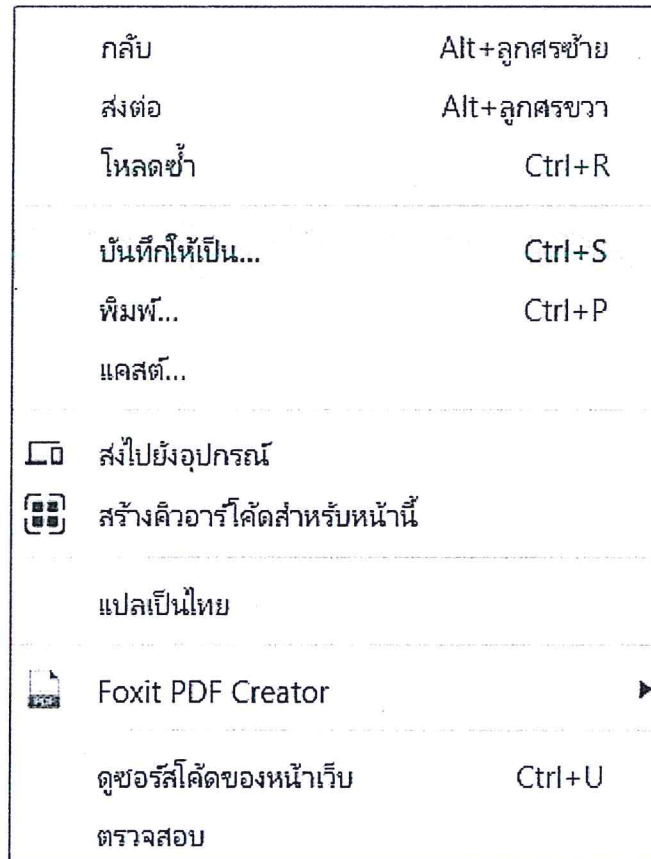 กลับ Alt+ลูกศรซ้าย
ส่งต่อ Alt+ลูกศรขวา
โหลดซ้ำ Ctrl+R
บันทึกให้เป็น... Ctrl+S
พิมพ์... Ctrl+P
แคสต์...
ส่งไปยังอุปกรณ์
สร้างคิวอาร์โค้ดสำหรับหน้านี้
แปลเป็นไทย
PDF Foxit PDF Creator
ดูซอร์สโค้ดของหน้าเว็บ Ctrl+U
ตรวจสอบ